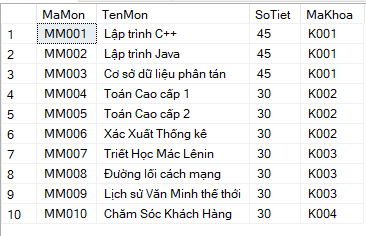 MaMon TenMon SoTiet MaKhoa
1 MM001 Lập trình C++ 45 K001
2 MM002 Lập trình Java 45 K001
3 MM003 Cơ sở dữ liệu phân tán 45 K001
4 MM004 Toán Cao cấp 1 30 K002
5 MM005 Toán Cao cấp 2 30 K002
6 MM006 Xác Xuất Thống kê 30 K002
7 MM007 Triết Học Mác Lênin 30 K003
8 MM008 Đường lối cách mạng 30 K003
9 MM009 Lịch sử Văn Minh thế thới 30 K003
10 MM010 Chăm Sóc Khách Hàng 30 K004